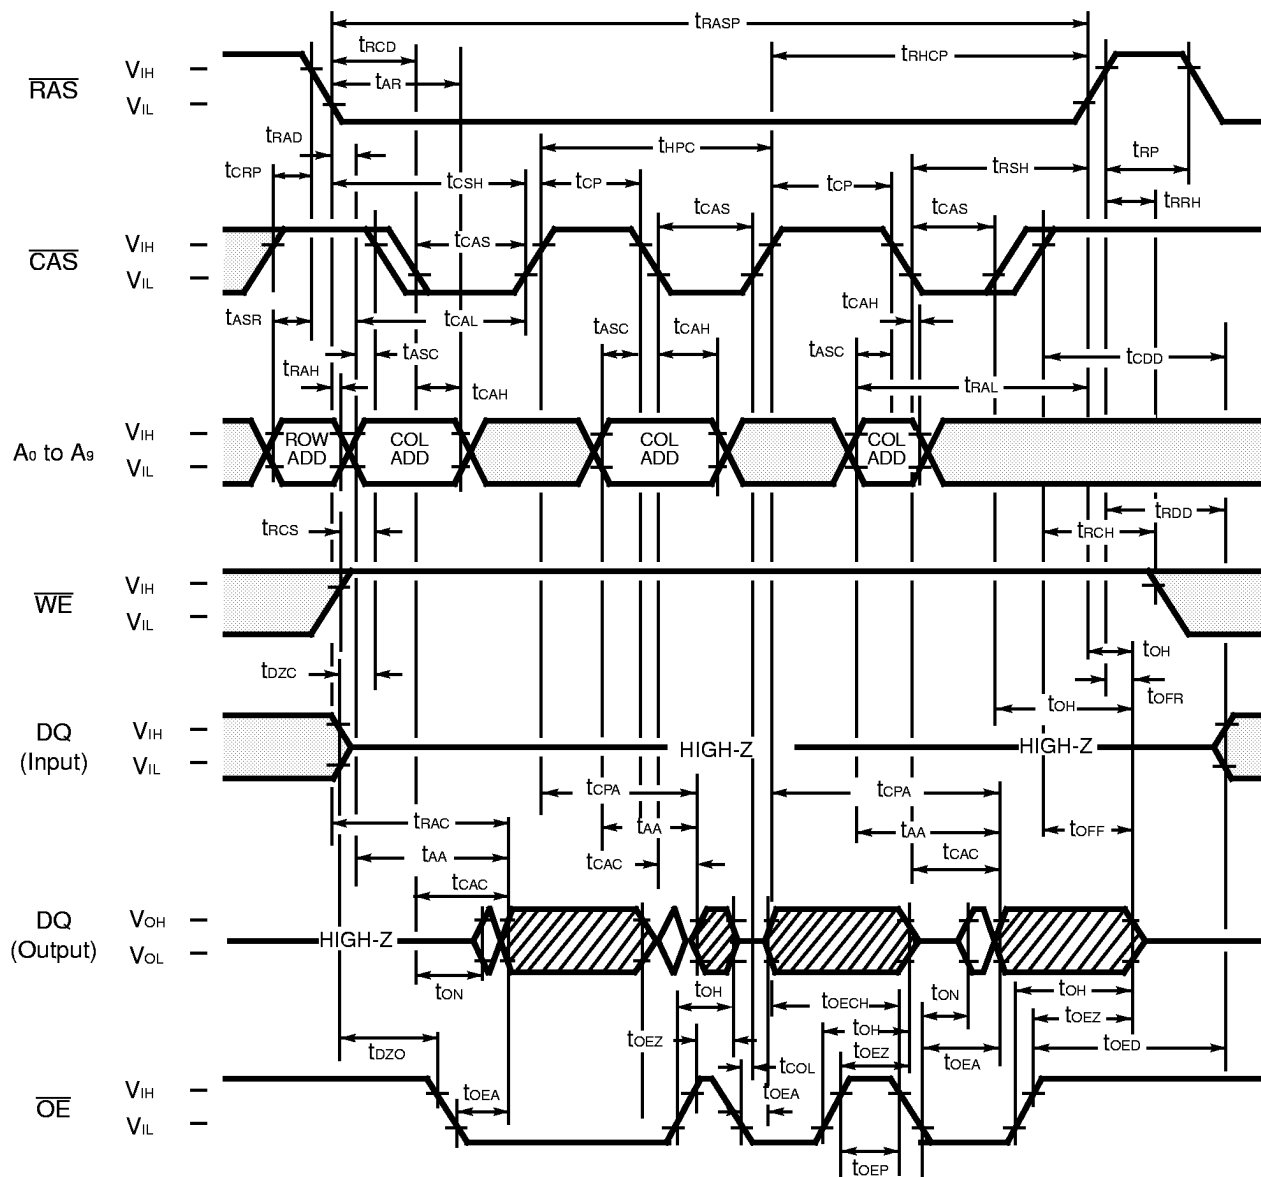 tRASP
tRCD
tRHCP
VIH
tAR
RAS
VIL
tRAD
tHPC
tRP
tCRP
tCSH
tCP
tCP
tRSH
tRRH
tCAS
tCAS
VIH
tCAS
CAS
VIL
tCAH
tASR
tCAL
tASC
tCAH
tASC
tASC
tCDD
tRAH
tCAH
tRAL
VIH
ROW ADD
COL ADD
COL ADD
COL ADD
A0 to A9
VIL
tRDD
tRCS
tRCH
VIH
WE
VIL
tOH
tDZC
tOH
tOFR
DQ (Input)
VIH
HIGH-Z
HIGH-Z
VIL
tCPA
tCPA
tRAC
tAA
tAA
tOFF
tAA
tCAC
tCAC
tCAC
DQ (Output)
VOH
HIGH-Z
VOL
tON
tOH
tOECH
tON
tOH
tOEZ
tOH
tOEZ
tDZO
tCOL
tOEZ
tOEA
tOED
VIH
tOEA
tOEA
OE
VIL
tOEP